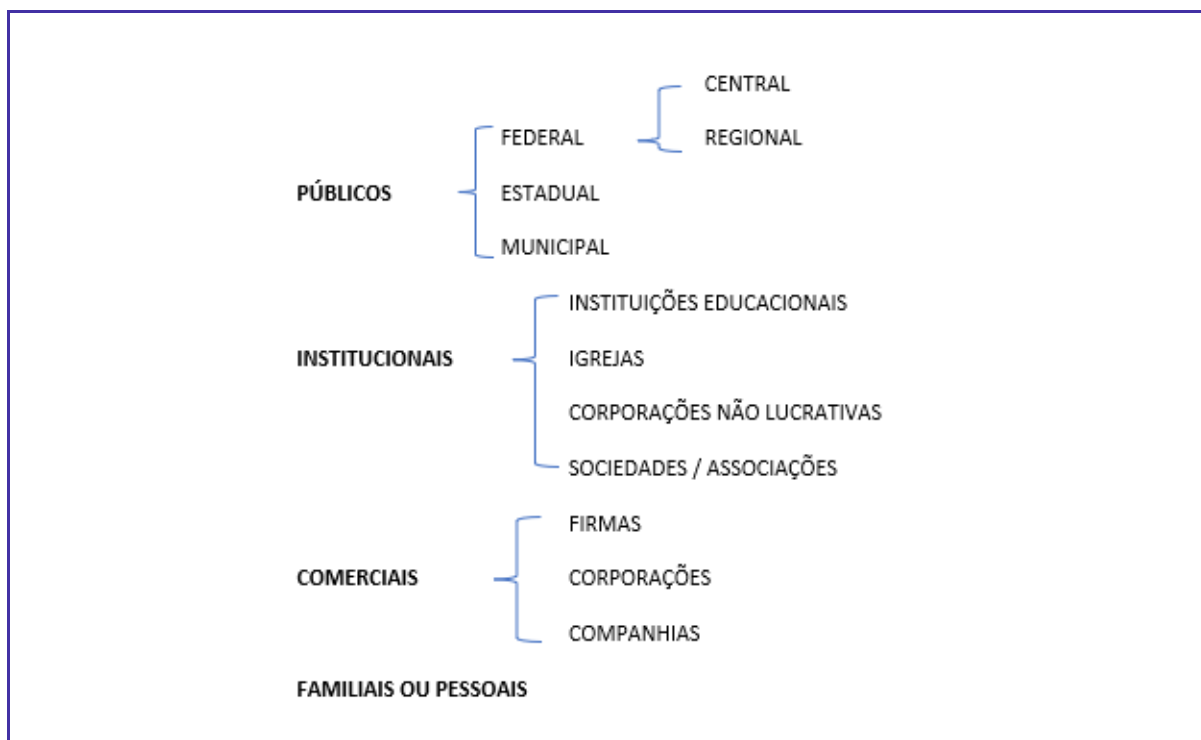 CENTRAL
FEDERAL REGIONAL
PÚBLICOS ESTADUAL
MUNICIPAL
INSTITUIÇÕES EDUCACIONAIS
INSTITUCIONAIS IGREJAS
CORPORAÇÕES NÃO LUCRATIVAS
SOCIEDADES / ASSOCIAÇÕES
FIRMAS
COMERCIAIS CORPORAÇÕES
COMPANHIAS
FAMILIAIS OU PESSOAIS